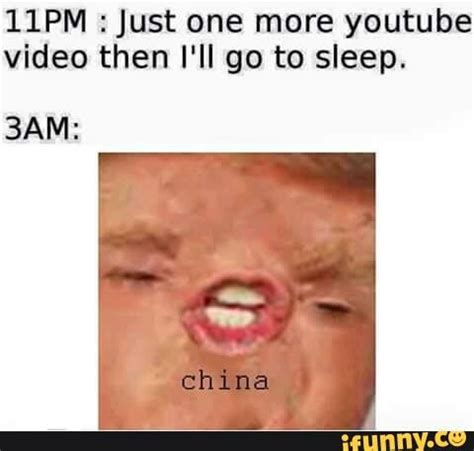 11PM : Just one more youtube
video then I'll go to sleep.
3AM:
china
ifunny.co